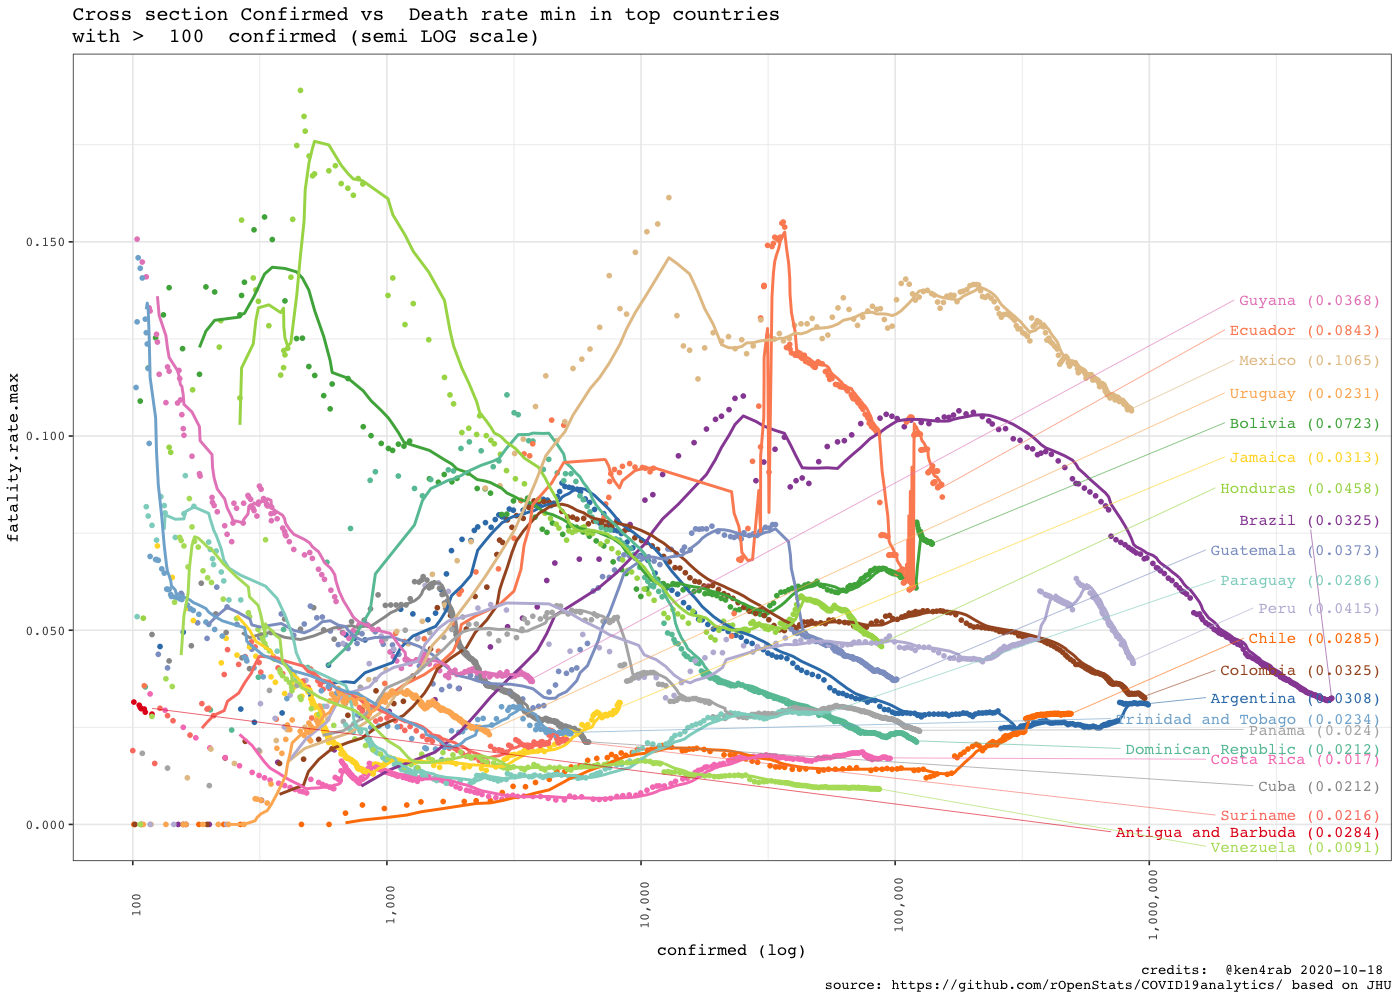 Cross section Confirmed vs  Death rate min in top countries
with >  100  confirmed (semi LOG scale)
fatality.rate.max
0.150
0.100
0.050
0.000
Guyana (0.0368)
Ecuador (0.0843)
Mexico (0.1065)
Uruguay (0.0231)
Bolivia (0.0723)
Jamaica (0.0313)
Honduras (0.0458)
Brazil (0.0325)
Guatemala (0.0373)
Paraguay (0.0286)
Peru (0.0415)
Chile (0.0285)
Colombia (0.0325)
Argentina (0.0308)
Trinidad and Tobago (0.0234)
Panama (0.024)
Dominican Republic (0.0212)
Costa Rica (0.017)
Cuba (0.0212)
Suriname (0.0216)
Antigua and Barbuda (0.0284)
Venezuela (0.0091)
100
1,000
10,000
100,000
1,000,000
confirmed (log)
credits:  @ken4rab 2020-10-18
source: https://github.com/rOpenStats/COVID19analytics/ based on JHU